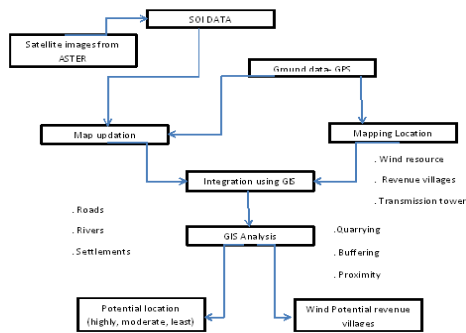 SOI DATA
Satellite images from
ASTER
Ground data- GPS
Map updation
Mapping Location
. Wind resource
. Revenue villages
. Transmission tower
Integration using GIS
. Roads
. Rivers
. Settlements
GIS Analysis
. Quarrying
. Buffering
. Proximity
Potential location
(highly, moderate, least)
Wind Potential revenue
villages